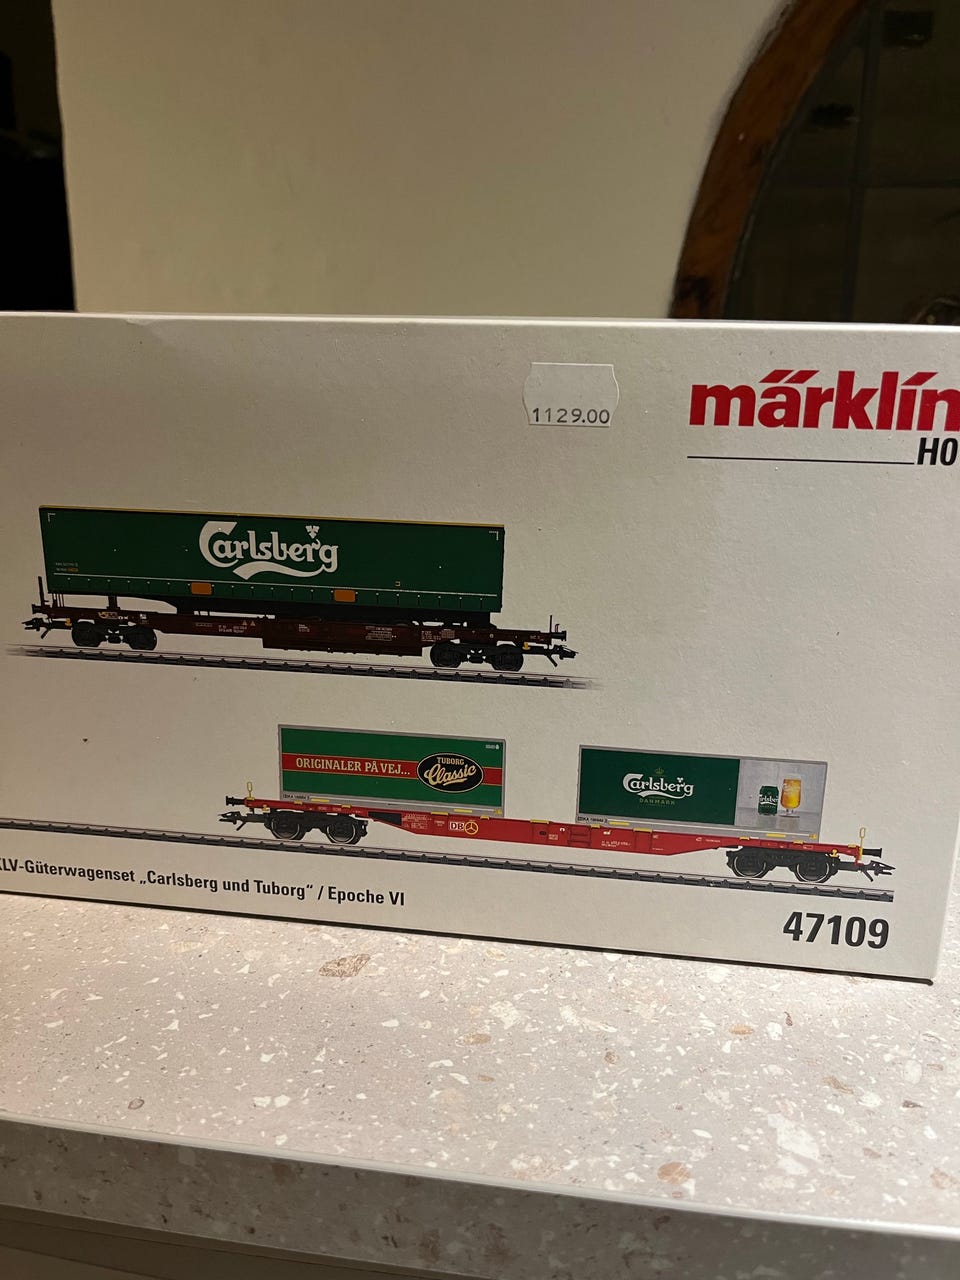 1129.00
märklin
H0
Carlsberg
ORIGINALER PÅ VEJ...
TUBORG
Classic
Carlsberg
DANMARK
Carlsberg
DB
KLV-Güterwagenset „Carlsberg und Tuborg“ / Epoche VI
47109